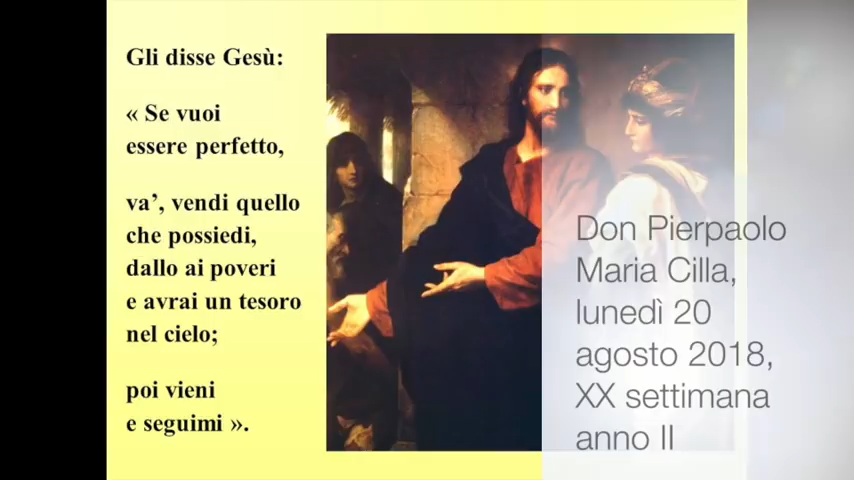 Gli disse Gesù:
« Se vuoi
essere perfetto,
va’, vendi quello
che possiedi,
dallo ai poveri
e avrai un tesoro
nel cielo;
poi vieni
e seguimi ».
Don Pierpaolo
Maria Cilla,
lunedì 20
agosto 2018,
XX settimana
anno II